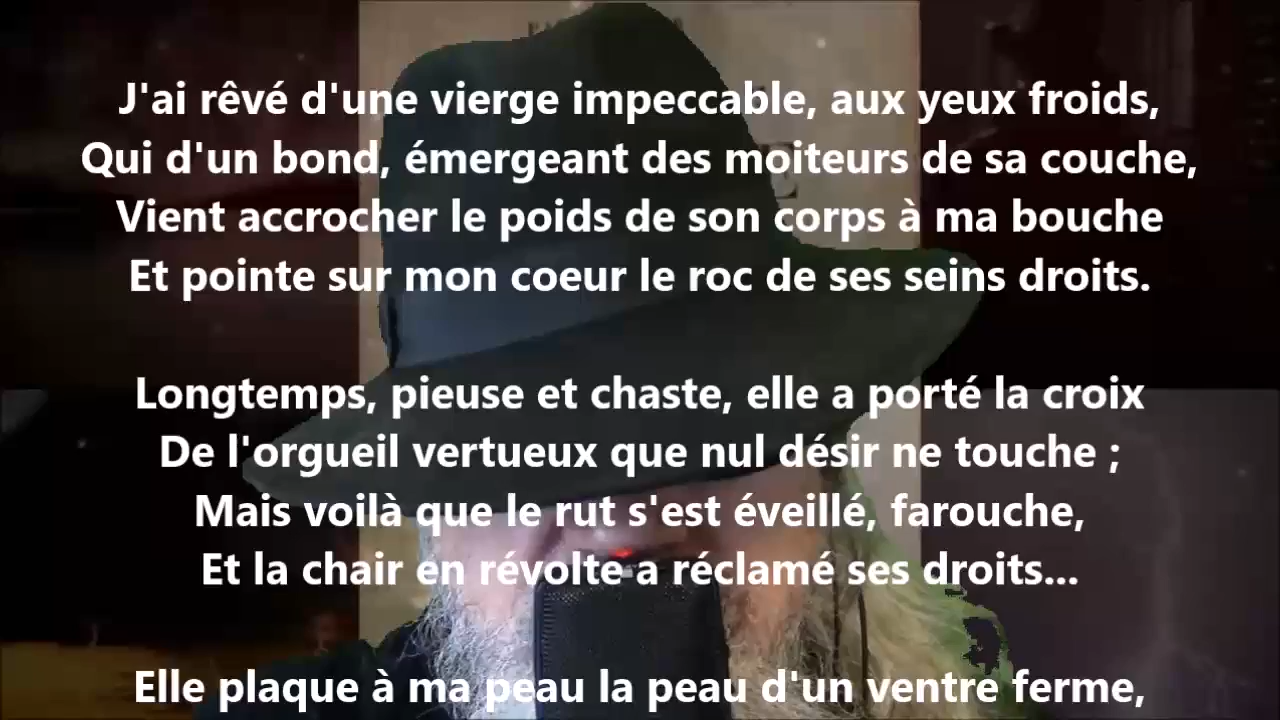 J'ai rêvé d'une vierge impeccable, aux yeux froids,
Qui d'un bond, émergeant des moiteurs de sa couche,
Vient accrocher le poids de son corps à ma bouche
Et pointe sur mon coeur le roc de ses seins droits.
Longtemps, pieuse et chaste, elle a porté la croix
De l'orgueil vertueux que nul désir ne touche ;
Mais voilà que le rut s'est éveillé, farouche,
Et la chair en révolte a réclamé ses droits...
Elle plaque à ma peau la peau d'un ventre ferme,